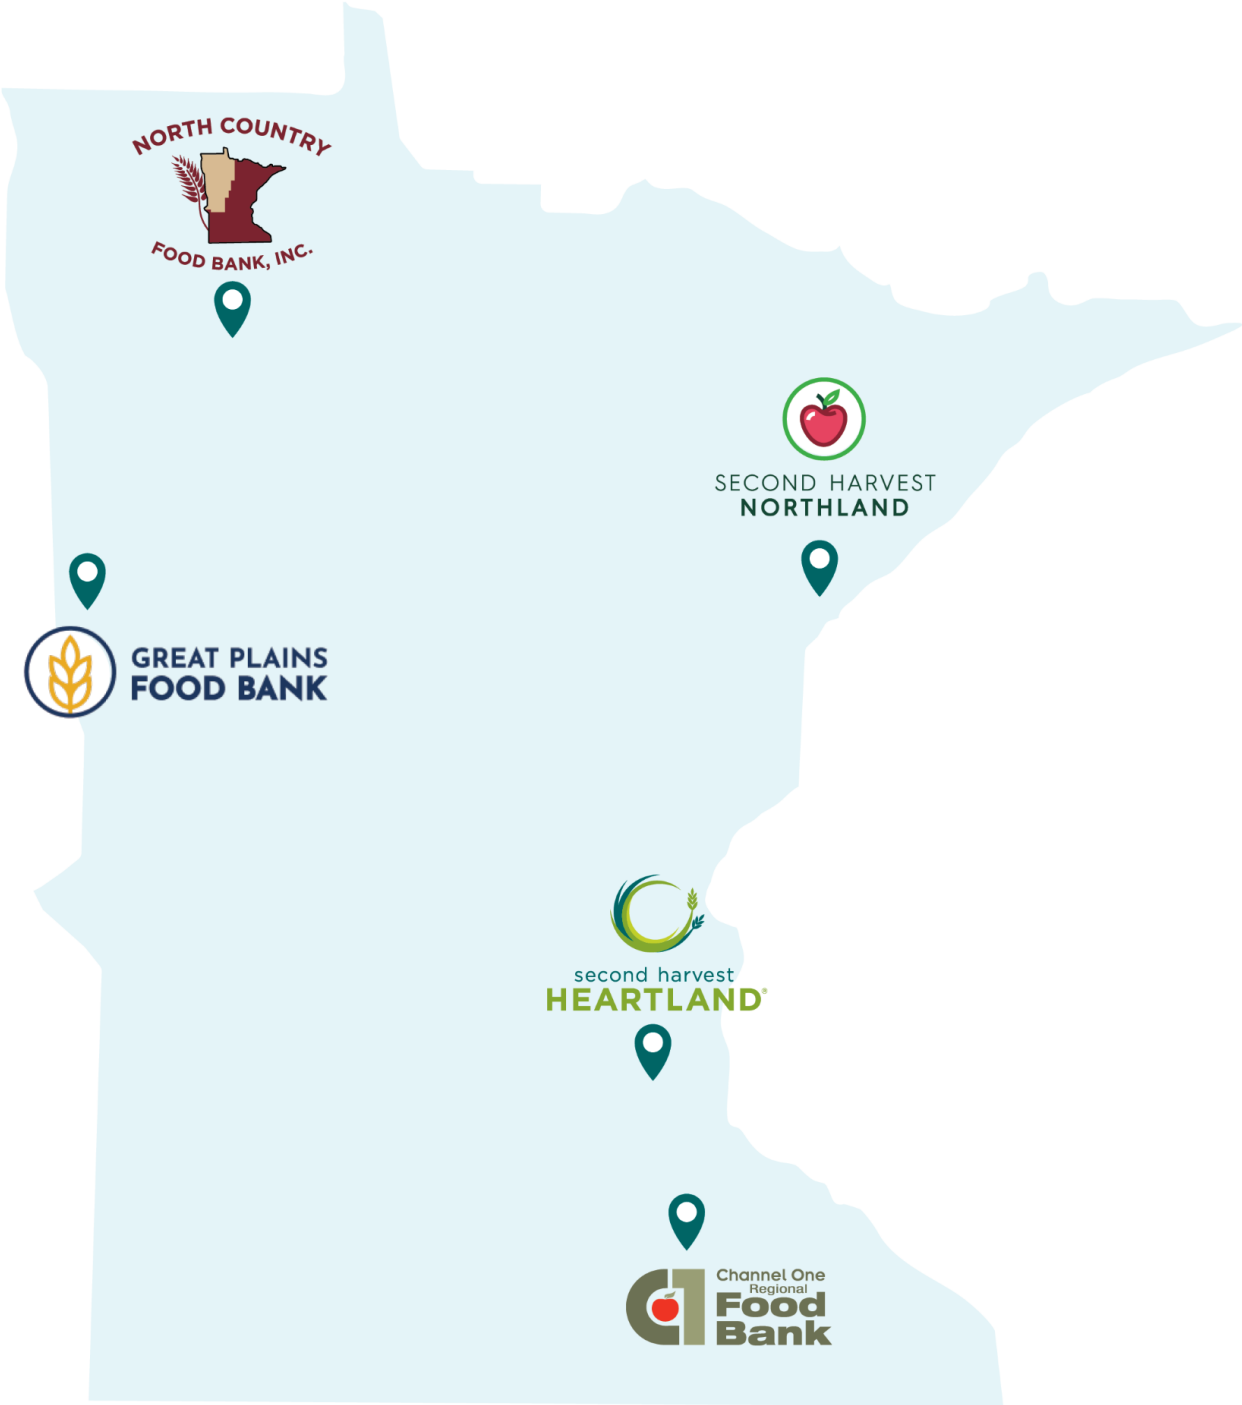 NORTH COUNTRY
FOOD BANK, INC.
SECOND HARVEST
NORTHLAND
GREAT PLAINS
FOOD BANK
second harvest
HEARTLAND®
Channel One
Regional
Food
Bank